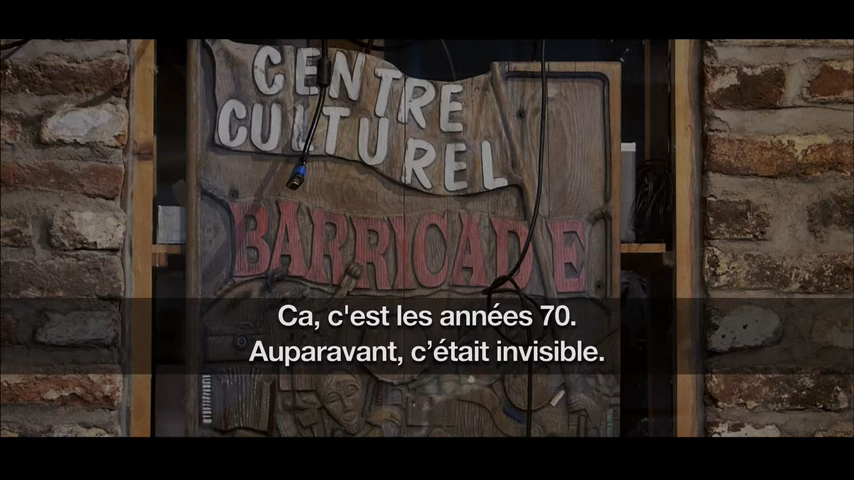 CENTRE
CULTUREL
BARRICADE
Ca, c'est les années 70.
Auparavant, c’était invisible.